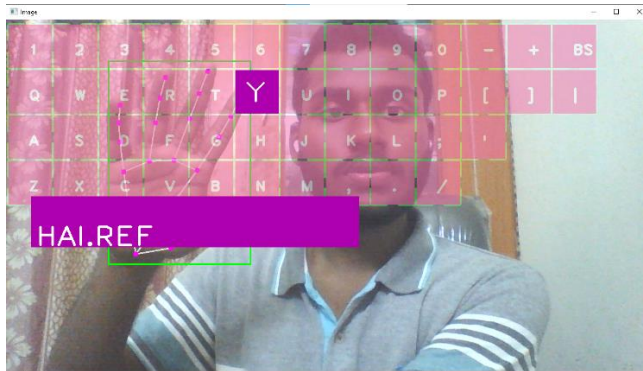 Image
1 2 3 4 5 6 7 8 9 0 - + BS
Q W E R T Y U I O P [ ] |
A S D F G H J K L ; '
Z X C V B N M , . /
HAI.REF